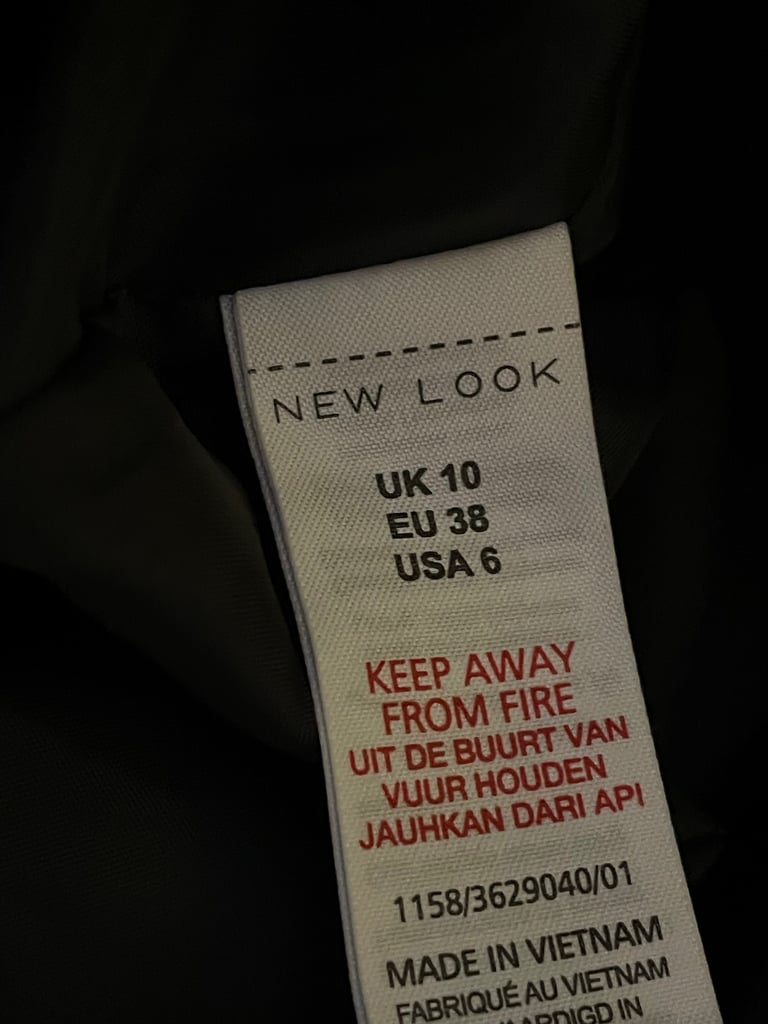 NEW LOOK
UK 10
EU 38
USA 6
KEEP AWAY
FROM FIRE
UIT DE BUURT VAN
VUUR HOUDEN
JAUHKAN DARI API
1158/3629040/01
MADE IN VIETNAM
FABRIQUÉ AU VIETNAM
IN